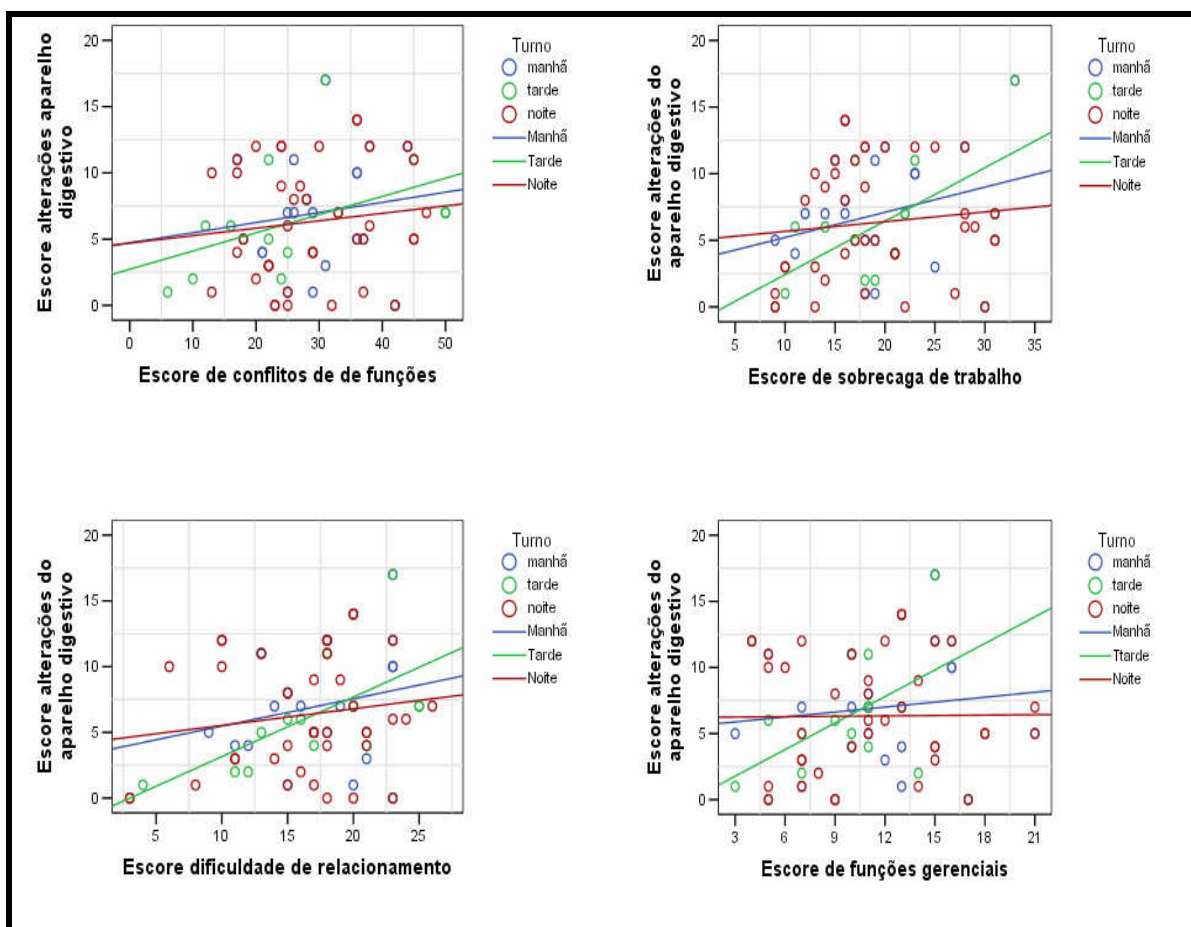 Escore alterações aparelho
digestivo
20
15
10
5
0
0 10 20 30 40 50
Escore de conflitos de de funções
Turno
manhã
tarde
noite
Manhã
Tarde
Noite
Escore alterações do
aparelho digestivo
20
15
10
5
0
5 10 15 20 25 30 35
Escore de sobrecaga de trabalho
Turno
manhã
tarde
noite
Manhã
Tarde
Noite
Escore alterações do
aparelho digestivo
20
15
10
5
0
5 10 15 20 25
Escore dificuldade de relacionamento
Turno
manhã
tarde
noite
Manhã
Tarde
Noite
Escore alterações do
aparelho digestivo
20
15
10
5
0
3 6 9 12 15 18 21
Escore de funções gerenciais
Turno
manhã
tarde
noite
Manhã
Ttarde
Noite